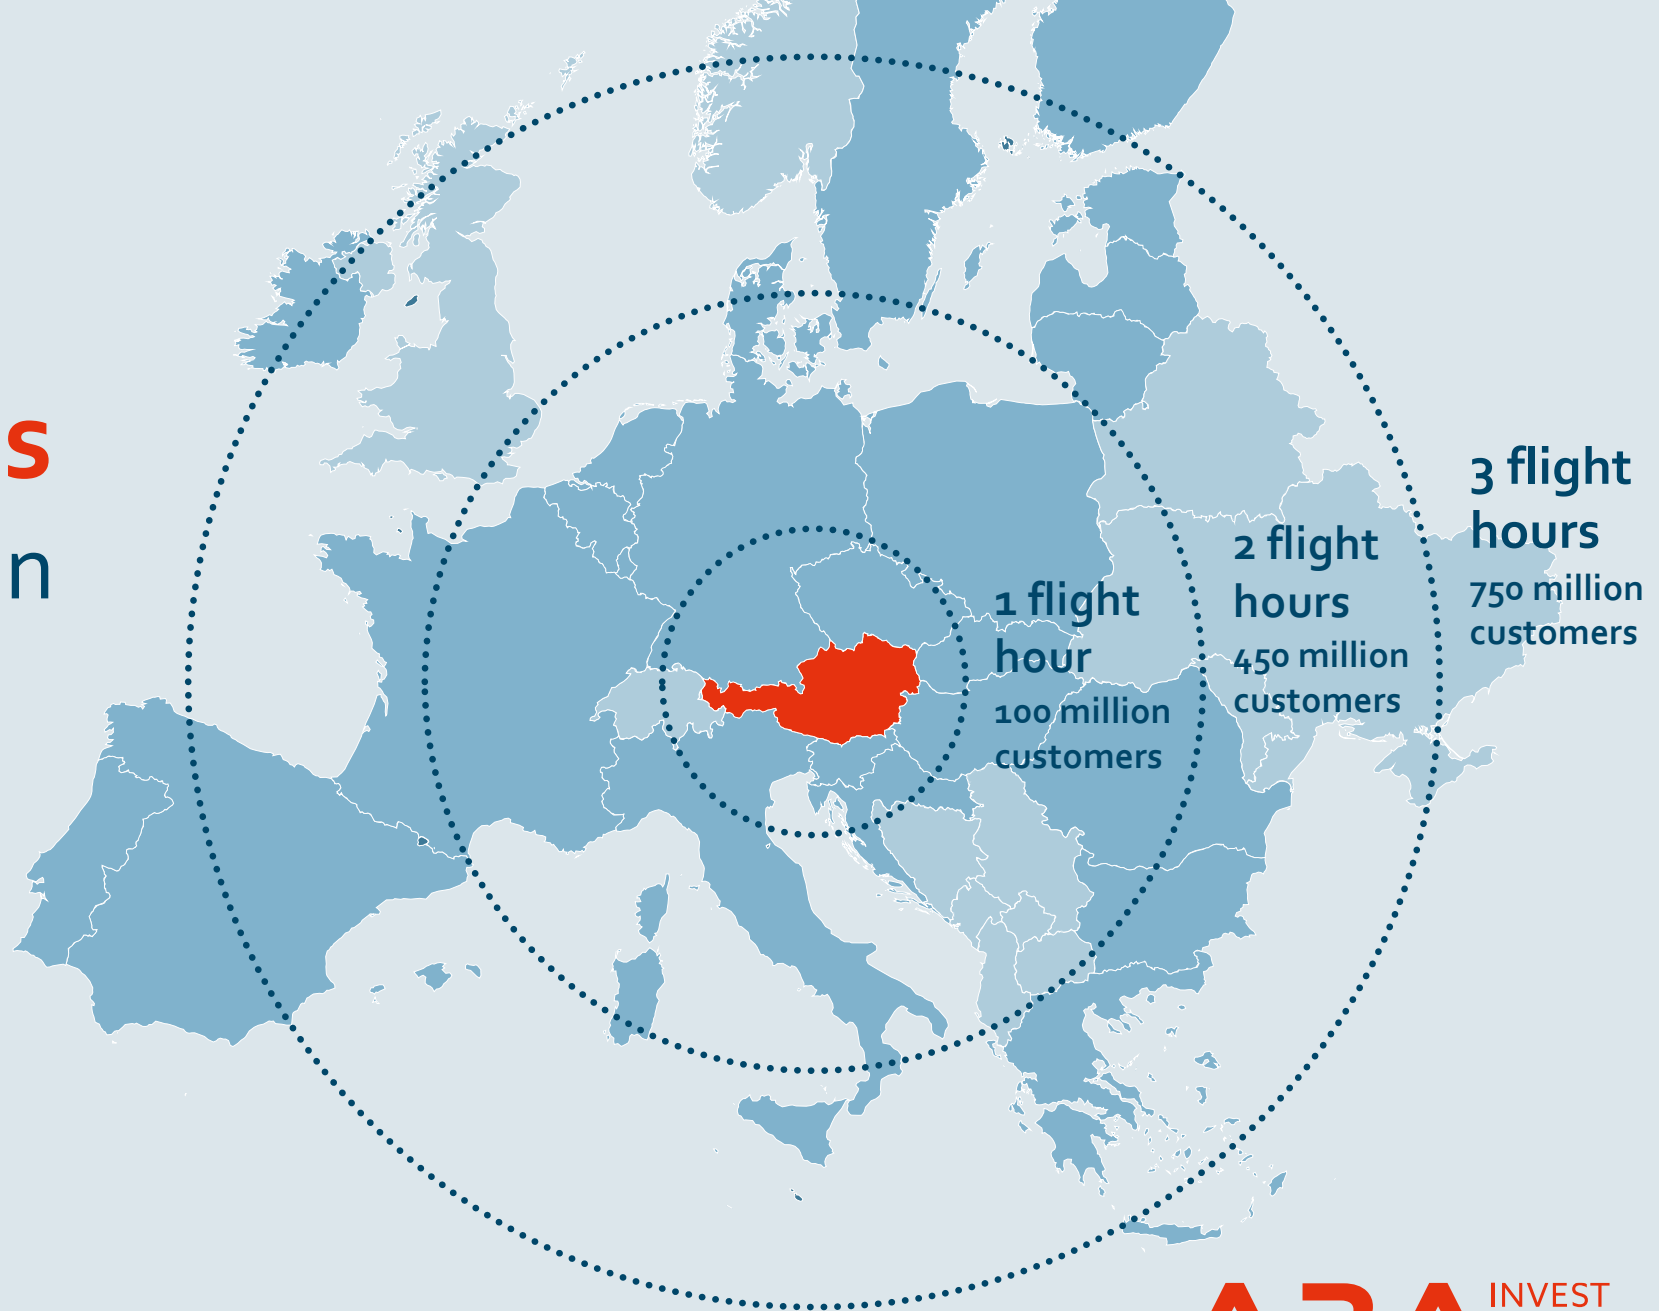 s
n
3 flight
hours
750 million
customers
2 flight
hours
450 million
customers
1 flight
hour
100 million
customers
ABA INVEST